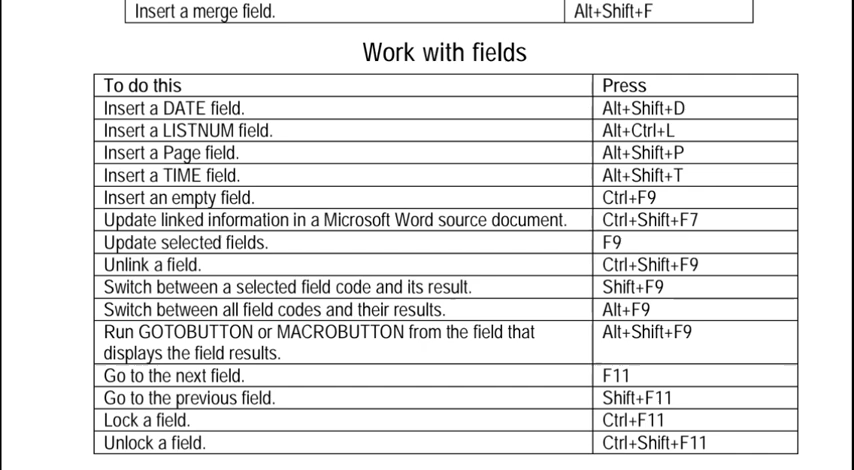 Insert a merge field. Alt+Shift+F
Work with fields
To do this Press
Insert a DATE field. Alt+Shift+D
Insert a LISTNUM field. Alt+Ctrl+L
Insert a Page field. Alt+Shift+P
Insert a TIME field. Alt+Shift+T
Insert an empty field. Ctrl+F9
Update linked information in a Microsoft Word source document. Ctrl+Shift+F7
Update selected fields. F9
Unlink a field. Ctrl+Shift+F9
Switch between a selected field code and its result. Shift+F9
Switch between all field codes and their results. Alt+F9
Run GOTOBUTTON or MACROBUTTON from the field that Alt+Shift+F9
displays the field results.
Go to the next field. F11
Go to the previous field. Shift+F11
Lock a field. Ctrl+F11
Unlock a field. Ctrl+Shift+F11